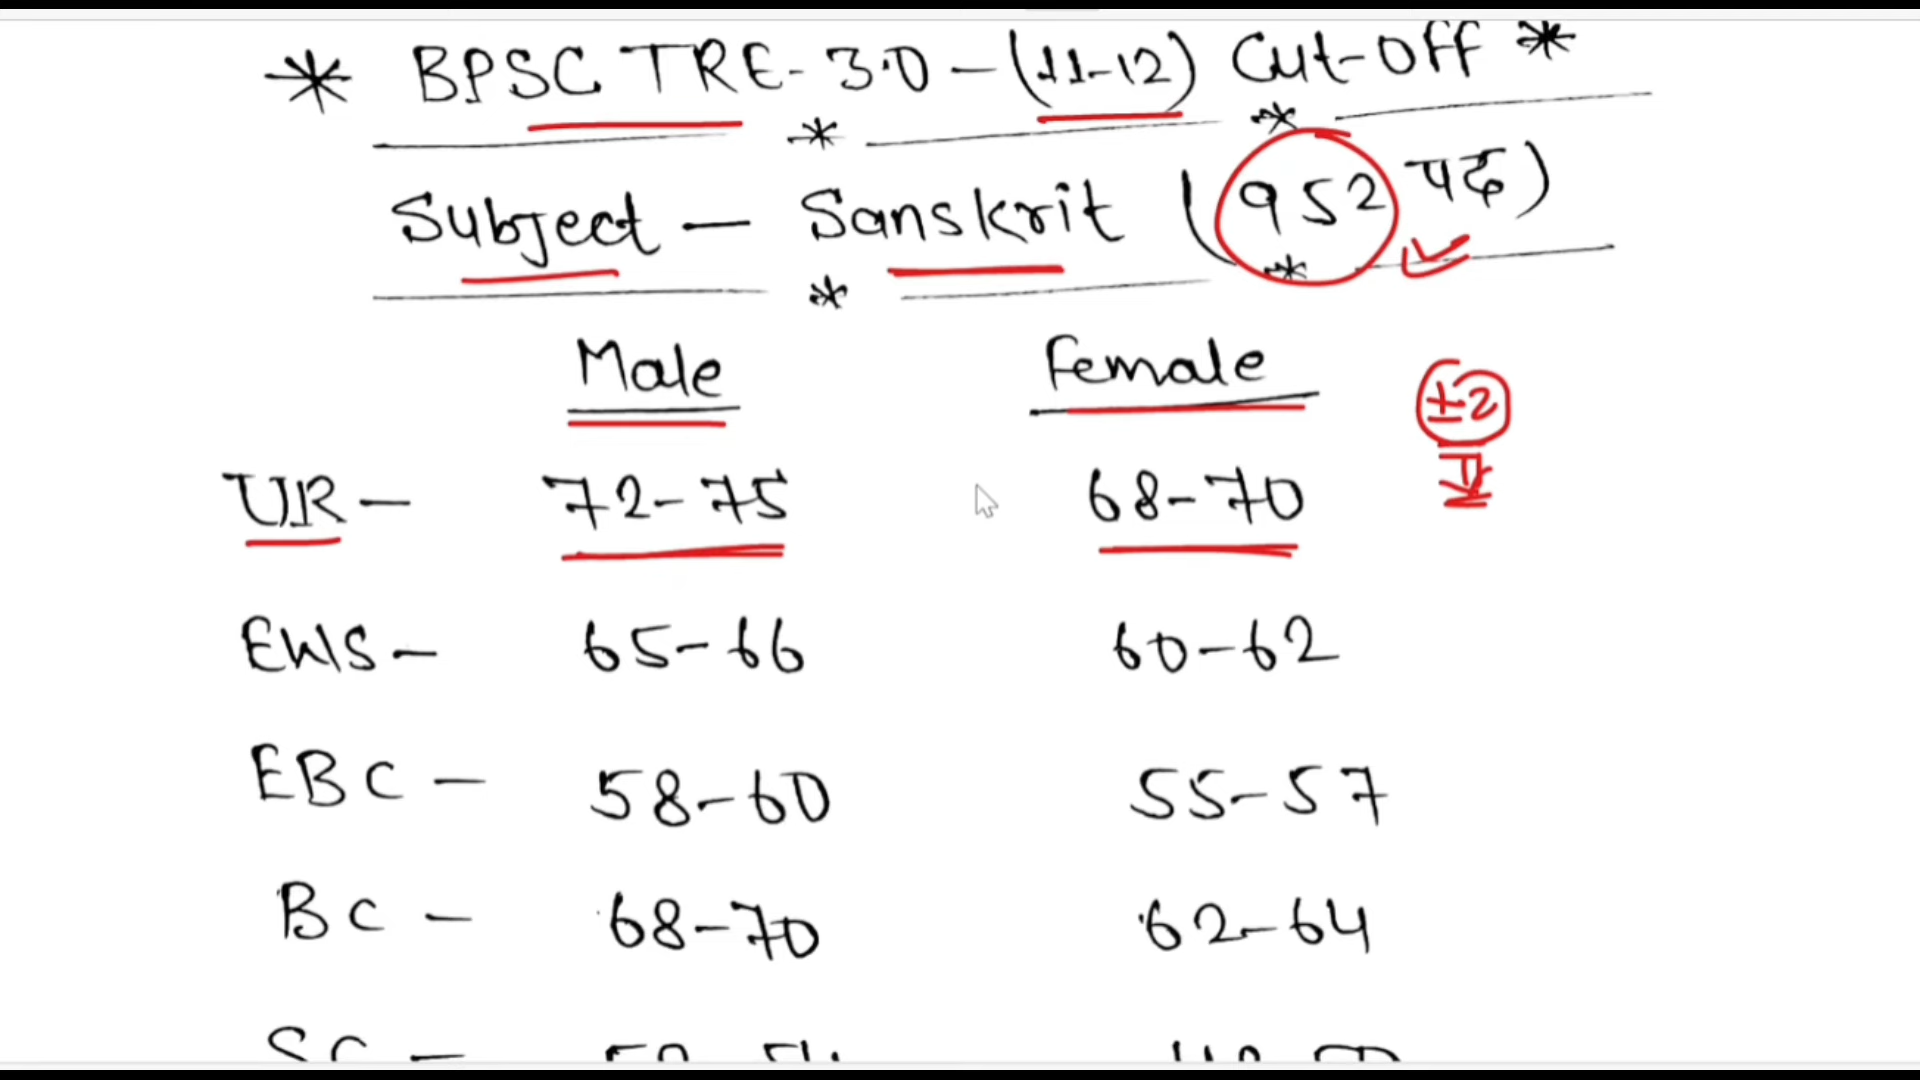 * BPSC TRE-3.0 - (11-12) Cut-Off *
Subject - Sanskrit (952 पद)
Male Female ±2
UR - 72-75 68-70
EWS - 65-66 60-62
EBC - 58-60 55-57
BC - 68-70 62-64
SC -